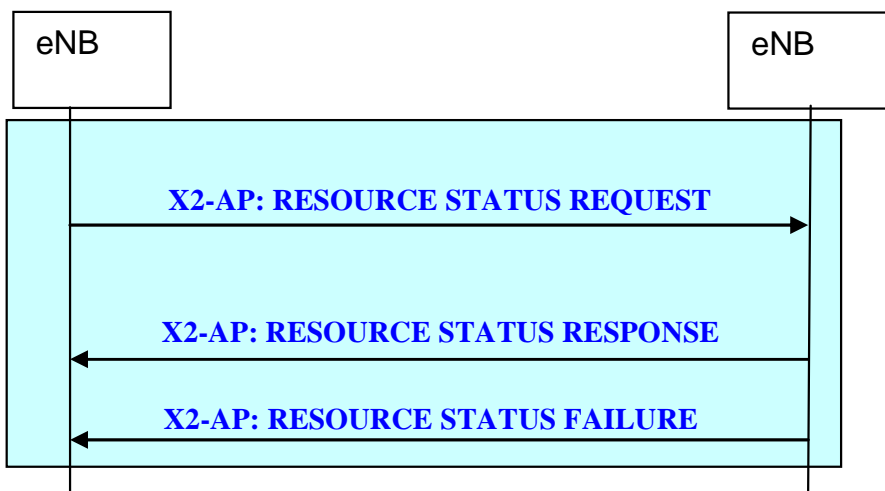 eNB
eNB
X2-AP: RESOURCE STATUS REQUEST
X2-AP: RESOURCE STATUS RESPONSE
X2-AP: RESOURCE STATUS FAILURE